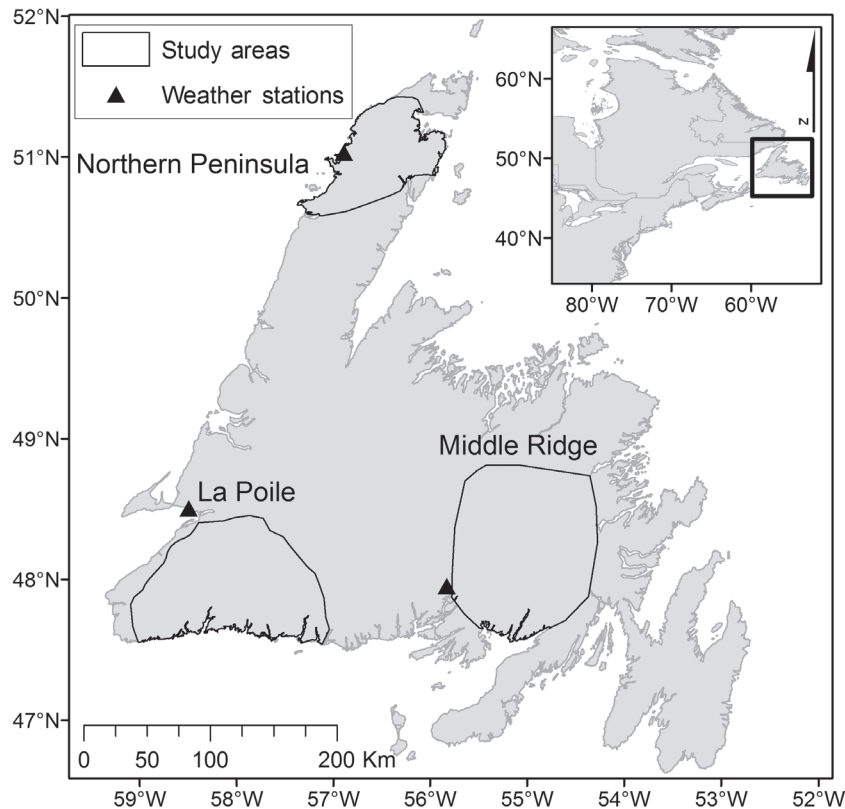 52°N
51°N
50°N
49°N
48°N
47°N
Study areas
Weather stations
Northern Peninsula
Middle Ridge
La Poile
60°N
50°N
40°N
80°W 70°W 60°W
N
0 50 100 200 Km
59°W 58°W 57°W 56°W 55°W 54°W 53°W 52°W